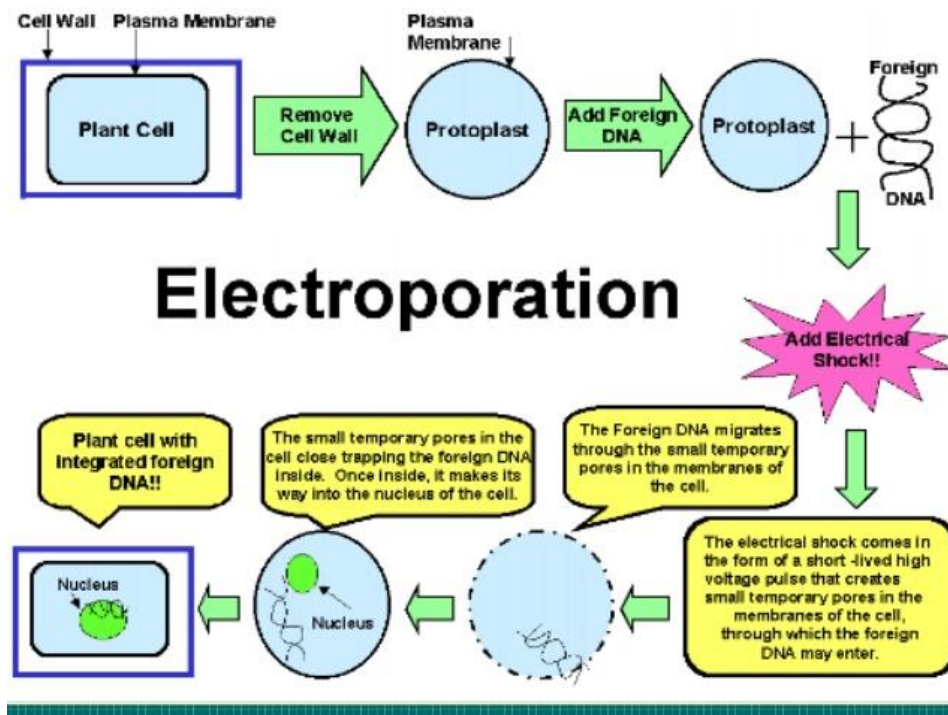 Cell Wall
Plasma Membrane
Plant Cell
Remove
Cell Wall
Plasma
Membrane
Protoplast
Add Foreign
DNA
Protoplast
+
Foreign
DNA
Electroporation
Add Electrical
Shock!!
The electrical shock comes in
the form of a short -lived high
voltage pulse that creates
small temporary pores in the
membranes of the cell,
through which the foreign
DNA may enter.
The Foreign DNA migrates
through the small temporary
pores in the membranes of
the cell.
The small temporary pores in the
cell close trapping the foreign DNA
inside. Once inside, it makes its
way into the nucleus of the cell.
Nucleus
Plant cell with
integrated foreign
DNA!!
Nucleus